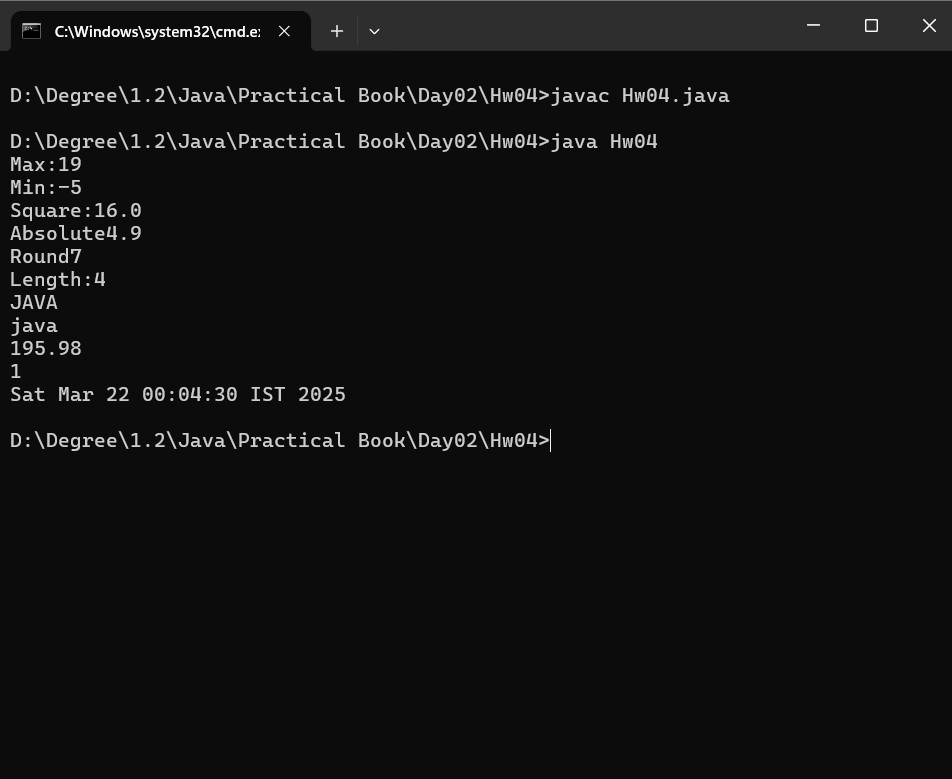 C:\Windows\system32\cmd.e
D:\Degree\1.2\Java\Practical Book\Day02\Hw04>javac Hw04.java
D:\Degree\1.2\Java\Practical Book\Day02\Hw04>java Hw04
Max:19
Min:-5
Square:16.0
Absolute4.9
Round7
Length:4
JAVA
java
195.98
1
Sat Mar 22 00:04:30 IST 2025
D:\Degree\1.2\Java\Practical Book\Day02\Hw04>